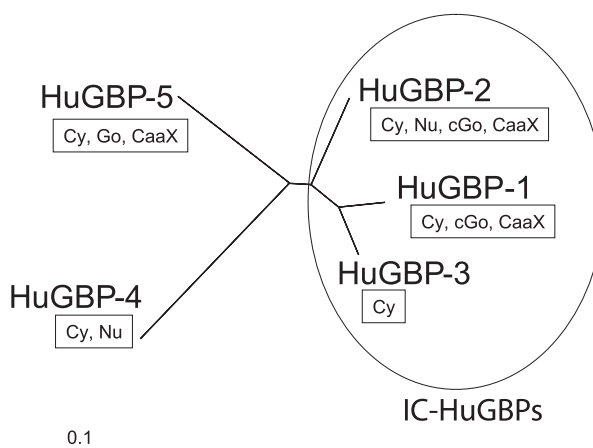 HuGBP-5
Cy, Go, CaaX
HuGBP-2
Cy, Nu, cGo, CaaX
HuGBP-1
Cy, cGo, CaaX
HuGBP-3
Cy
HuGBP-4
Cy, Nu
IC-HuGBPs
0.1